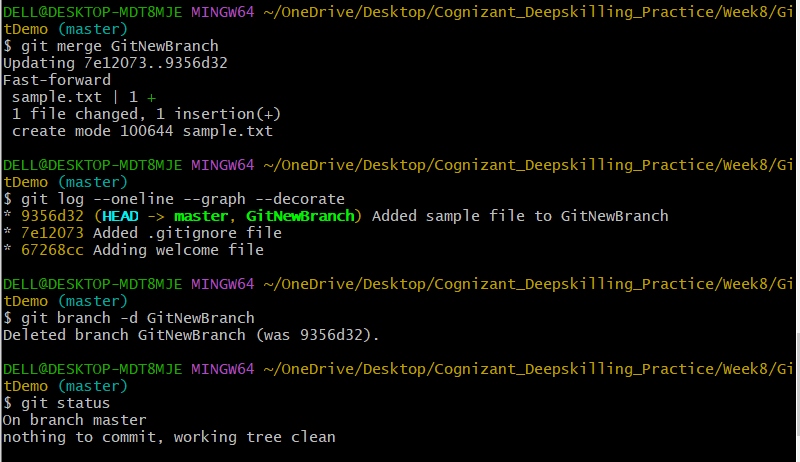 DELL@DESKTOP-MDT8MJE MINGW64 ~/OneDrive/Desktop/Cognizant_Deepskilling_Practice/Week8/Gi
tDemo (master)
$ git merge GitNewBranch
Updating 7e12073..9356d32
Fast-forward
 sample.txt | 1 +
 1 file changed, 1 insertion(+)
 create mode 100644 sample.txt

DELL@DESKTOP-MDT8MJE MINGW64 ~/OneDrive/Desktop/Cognizant_Deepskilling_Practice/Week8/Gi
tDemo (master)
$ git log --oneline --graph --decorate
* 9356d32 (HEAD -> master, GitNewBranch) Added sample file to GitNewBranch
* 7e12073 Added .gitignore file
* 67268cc Adding welcome file

DELL@DESKTOP-MDT8MJE MINGW64 ~/OneDrive/Desktop/Cognizant_Deepskilling_Practice/Week8/Gi
tDemo (master)
$ git branch -d GitNewBranch
Deleted branch GitNewBranch (was 9356d32).

DELL@DESKTOP-MDT8MJE MINGW64 ~/OneDrive/Desktop/Cognizant_Deepskilling_Practice/Week8/Gi
tDemo (master)
$ git status
On branch master
nothing to commit, working tree clean